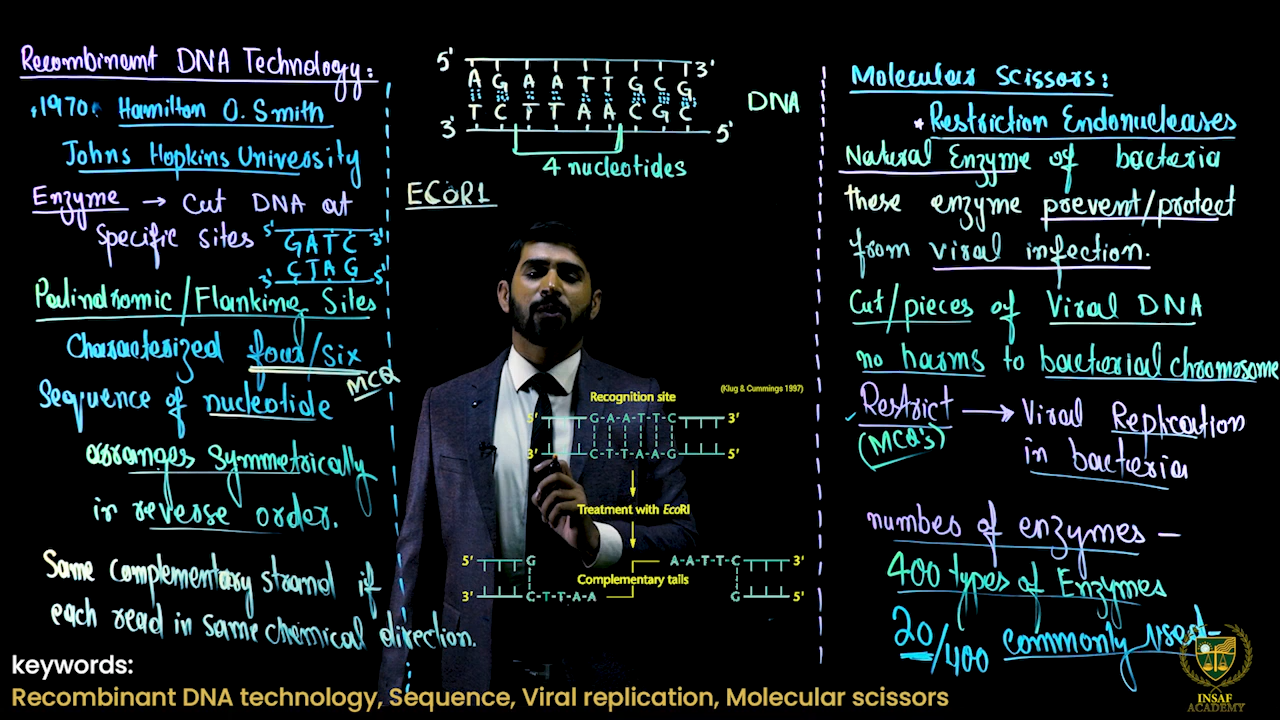 Recombinant DNA Technology:
1970: Hamilton O. Smith
Johns Hopkins University
Enzyme → Cut DNA at
Specific sites
5' 3'
GATC
CTAG
3' 5'
Palindromic/Flanking Sites
Characterized four/six
MCQ
Sequence of nucleotide
arranges symmetrically
in reverse order.
Same complementary strand if
each read in same chemical direction.
5' 3'
A G A A T T G C G
T C T T A A C G C
3' 5'
DNA
4 nucleotides
ECOR1
(Klug & Cummings 1997)
Recognition site
5' G-A-A-T-T-C 3'
3' C-T-T-A-A-G 5'
Treatment with EcoRI
5' G A-A-T-T-C 3'
Complementary tails
3' C-T-T-A-A G 5'
Molecular Scissors:
* Restriction Endonucleases
Natural Enzyme of bacteria
these enzyme prevent/protect
from viral infection.
Cut/pieces of Viral DNA
no harms to bacterial chromosome
Restrict → Viral Replication
(MCQ's)
in bacteria
numbes of enzymes –
400 types of Enzymes
20/400 commonly used-
INSAF
ACADEMY
keywords:
Recombinant DNA technology, Sequence, Viral replication, Molecular scissors